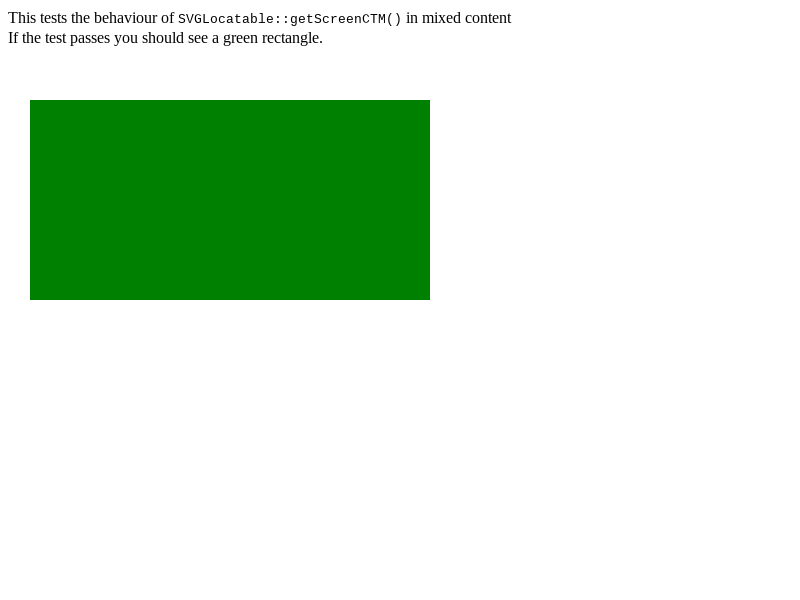 This tests the behaviour of SVGLocatable::getScreenCTM() in mixed content
If the test passes you should see a green rectangle.